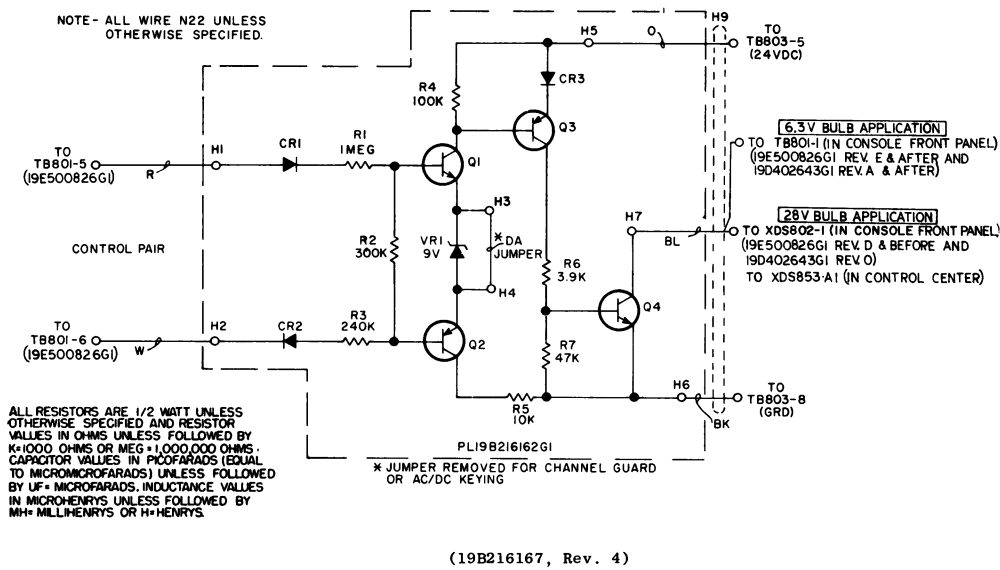 NOTE- ALL WIRE N22 UNLESS
OTHERWISE SPECIFIED.
H5
O
H9
TO
TB803-5
(24VDC)
R4
100K
CR3
Q3
6.3V BULB APPLICATION
TO TB801-1 (IN CONSOLE FRONT PANEL)
(19E500826G1 REV. E & AFTER AND
19D402643G1 REV. A & AFTER)
TO
TB801-5
(19E500826G1)
R
H1
CR1
R1
1MEG
Q1
H3
H7
BL
28V BULB APPLICATION
TO XDS802-1 (IN CONSOLE FRONT PANEL)
(19E500826G1 REV. D & BEFORE AND
19D402643G1 REV. O)
TO XDS853-A1 (IN CONTROL CENTER)
CONTROL PAIR
R2
300K
VR1
9V
* DA
JUMPER
H4
R6
3.9K
Q4
TO
TB801-6
(19E500826G1)
W
H2
CR2
R3
240K
Q2
R7
47K
R5
10K
H6
BK
TO
TB803-8
(GRD)
ALL RESISTORS ARE 1/2 WATT UNLESS
OTHERWISE SPECIFIED AND RESISTOR
VALUES IN OHMS UNLESS FOLLOWED BY
K=1000 OHMS OR MEG = 1,000,000 OHMS.
CAPACITOR VALUES IN PICOFARADS (EQUAL
TO MICROMICROFARADS) UNLESS FOLLOWED
BY UF= MICROFARADS. INDUCTANCE VALUES
IN MICROHENRYS UNLESS FOLLOWED BY
MH= MILLIHENRYS OR H=HENRYS.
PL19B216162G1
* JUMPER REMOVED FOR CHANNEL GUARD
OR AC/DC KEYING
(19B216167, Rev. 4)